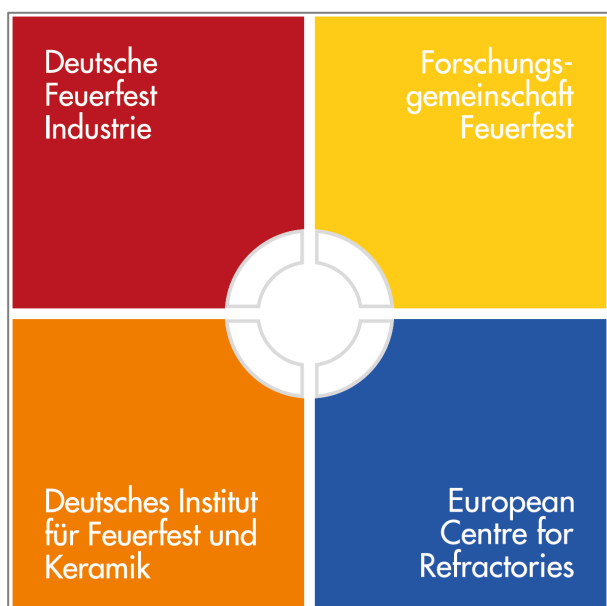 Deutsche
Feuerfest
Industrie
Forschungs-
gemeinschaft
Feuerfest
Deutsches Institut
für Feuerfest und
Keramik
European
Centre for
Refractories